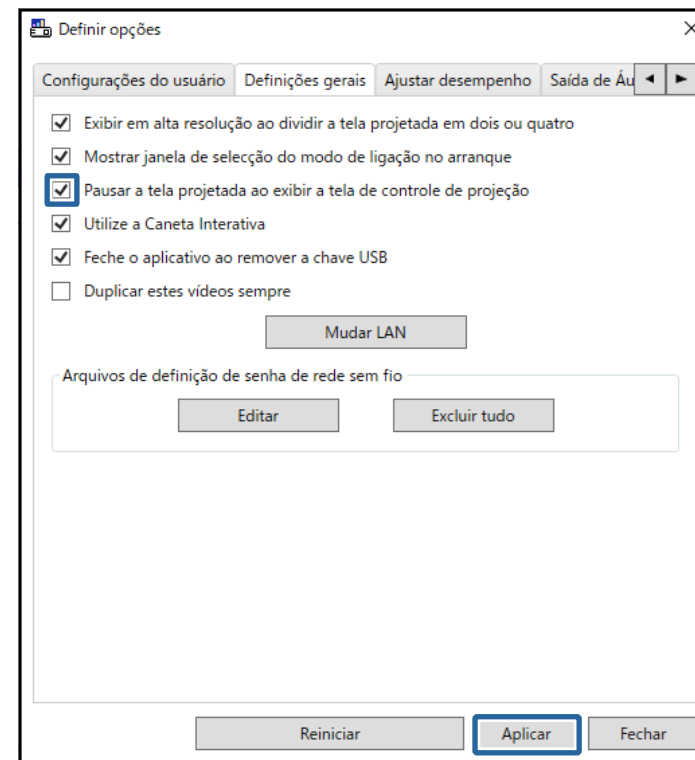 Definir opções
Configurações do usuário Definições gerais Ajustar desempenho Saída de Áu
Exibir em alta resolução ao dividir a tela projetada em dois ou quatro
Mostrar janela de selecção do modo de ligação no arranque
Pausar a tela projetada ao exibir a tela de controle de projeção
Utilize a Caneta Interativa
Feche o aplicativo ao remover a chave USB
Duplicar estes vídeos sempre
Mudar LAN
Arquivos de definição de senha de rede sem fio
Editar Excluir tudo
Reiniciar Aplicar Fechar